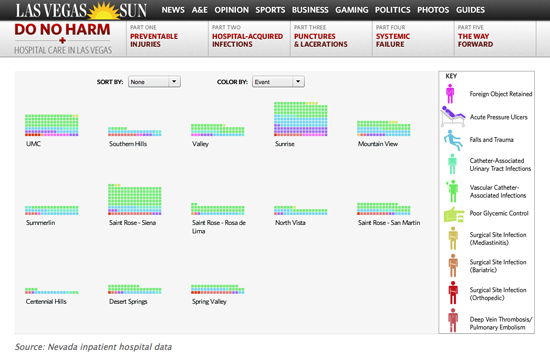 LAS VEGAS SUN
NEWS A&E OPINION SPORTS BUSINESS GAMING POLITICS PHOTOS GUIDES
DO NO HARM
+
HOSPITAL CARE IN LAS VEGAS
PART ONE
PREVENTABLE
INJURIES
PART TWO
HOSPITAL-ACQUIRED
INFECTIONS
PART THREE
PUNCTURES
& LACERATIONS
PART FOUR
SYSTEMIC
FAILURE
PART FIVE
THE WAY
FORWARD
SORT BY: None
COLOR BY: Event
UMC
Southern Hills
Valley
Sunrise
Mountain View
Summerlin
Saint Rose - Siena
Saint Rose - Rosa de
Lima
North Vista
Saint Rose - San Martin
Centennial Hills
Desert Springs
Spring Valley
KEY
Foreign Object Retained
Acute Pressure Ulcers
Falls and Trauma
Catheter-Associated
Urinary Tract Infections
Vascular Catheter-
Associated Infections
Poor Glycemic Control
Surgical Site Infection
(Mediastinitis)
Surgical Site Infection
(Bariatric)
Surgical Site Infection
(Orthopedic)
Deep Vein Thrombosis/
Pulmonary Embolism
Source: Nevada inpatient hospital data